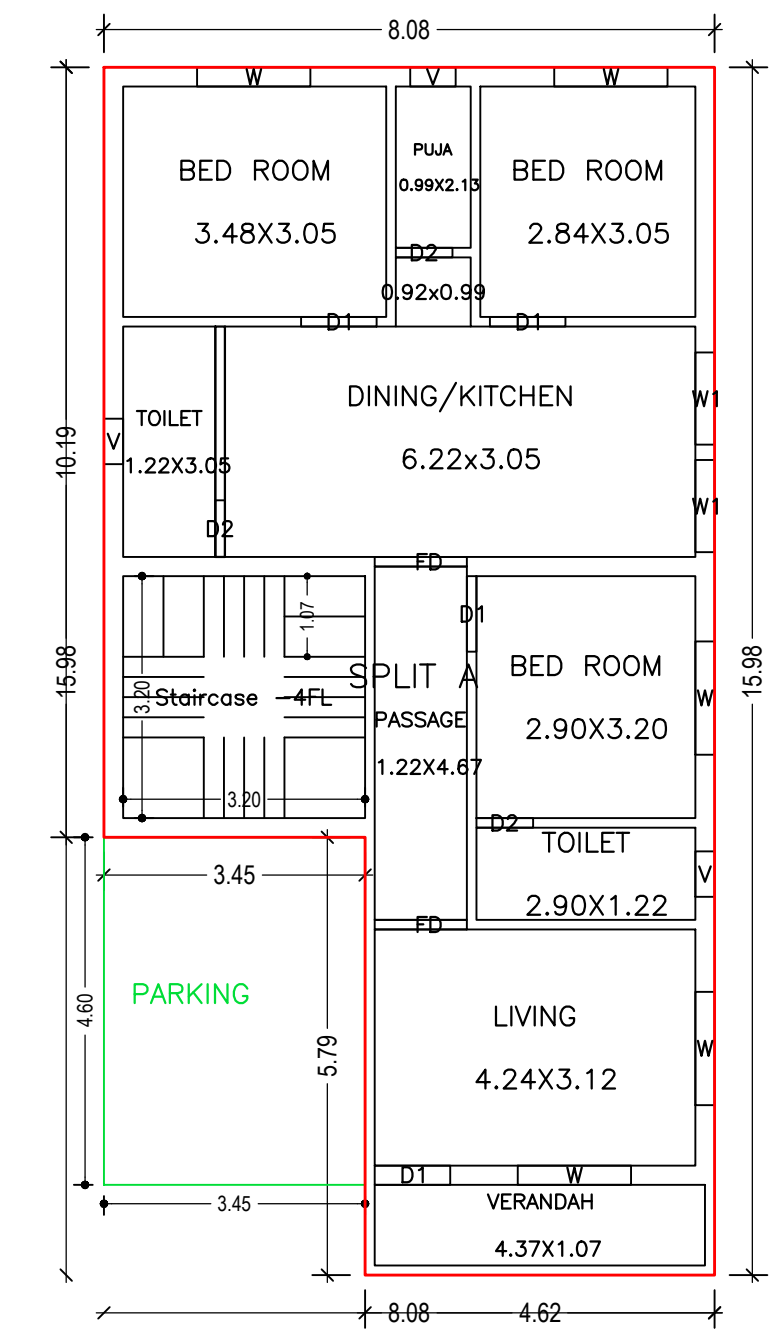 8.08
W
V
W
BED ROOM
3.48X3.05
PUJA
0.99X2.13
BED ROOM
2.84X3.05
D2
0.92x0.99
D1
D1
10.19
TOILET
1.22X3.05
V
D2
DINING/KITCHEN
6.22x3.05
W1
W1
FD
15.98
15.98
1.07
3.20
Staircase -4FL
3.20
SPLIT A
PASSAGE
1.22X4.67
D1
BED ROOM
2.90X3.20
W
D2
TOILET
2.90X1.22
V
3.45
FD
PARKING
4.60
5.79
LIVING
4.24X3.12
W
D1
W
3.45
VERANDAH
4.37X1.07
8.08
4.62